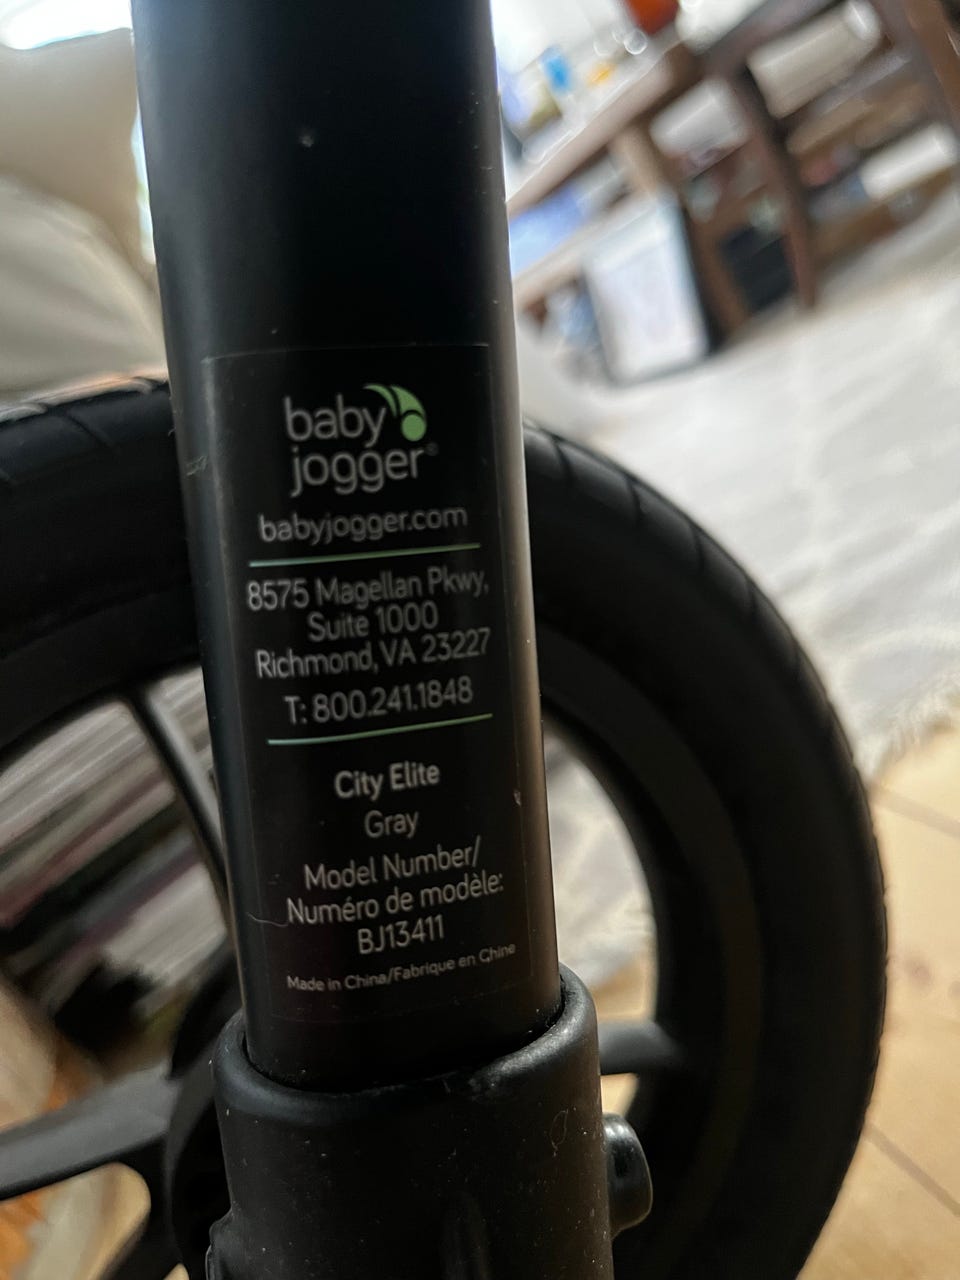 baby
jogger
babyjogger.com
8575 Magellan Pkwy,
Suite 1000
Richmond, VA 23227
T: 800.241.1848
City Elite
Gray
Model Number/
Numéro de modèle:
BJ13411
Made in China/Fabrique en Chine